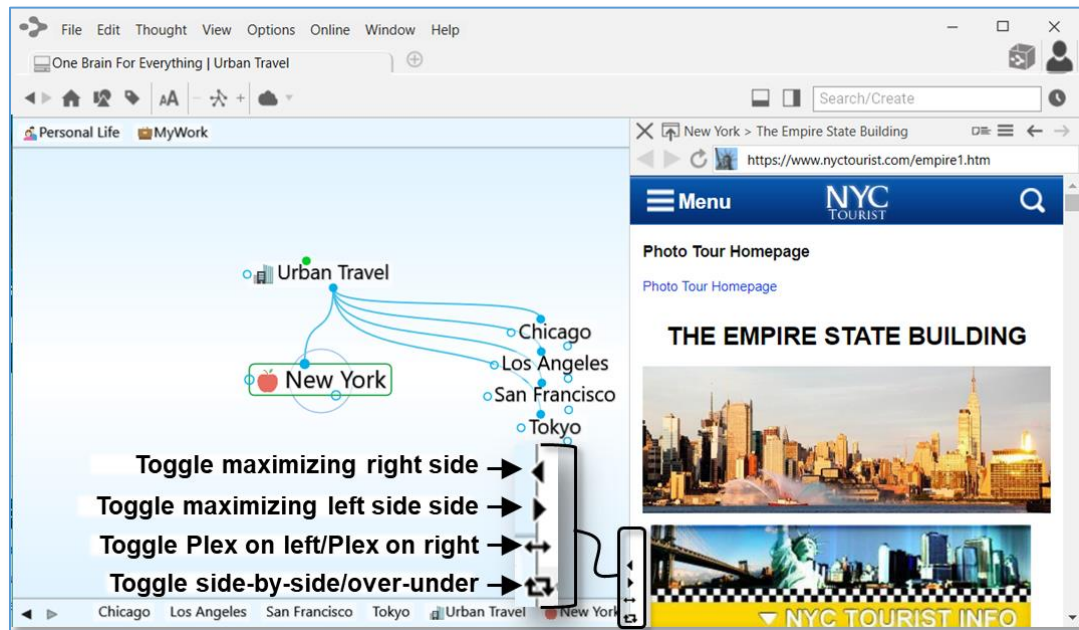 File Edit Thought View Options Online Window Help
One Brain For Everything | Urban Travel
AA
Search/Create
Personal Life MyWork
New York > The Empire State Building
https://www.nyctourist.com/empire1.htm
Menu
NYC
TOURIST
Photo Tour Homepage
Photo Tour Homepage
Urban Travel
THE EMPIRE STATE BUILDING
Chicago
Los Angeles
New York
San Francisco
Tokyo
Toggle maximizing right side
Toggle maximizing left side side
Toggle Plex on left/Plex on right
Toggle side-by-side/over-under
Chicago Los Angeles San Francisco Tokyo Urban Travel New York
NYC TOURIST INFO